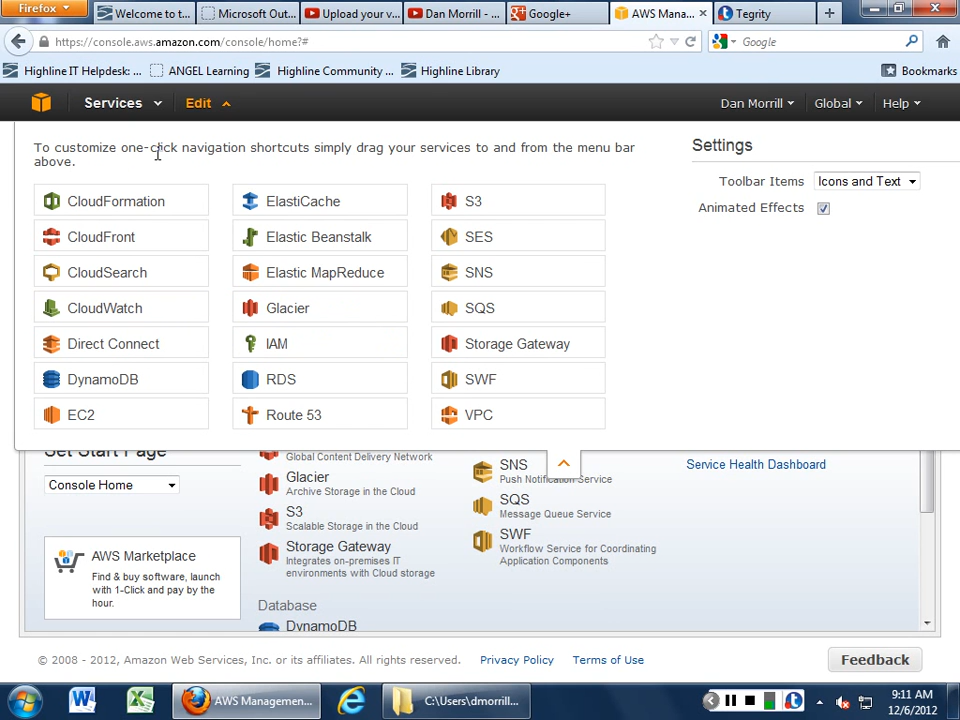 Firefox
Welcome to t...
Microsoft Out...
Upload your v...
Dan Morrill - ...
Google+
AWS Mana...
Tegrity
https://console.aws.amazon.com/console/home?#
Google
Highline IT Helpdesk: ...
ANGEL Learning
Highline Community ...
Highline Library
Bookmarks
Services
Edit
Dan Morrill
Global
Help
To customize one-click navigation shortcuts simply drag your services to and from the menu bar
above.
Settings
Toolbar Items
Icons and Text
Animated Effects
CloudFormation
ElastiCache
S3
CloudFront
Elastic Beanstalk
SES
CloudSearch
Elastic MapReduce
SNS
CloudWatch
Glacier
SQS
Direct Connect
IAM
Storage Gateway
DynamoDB
RDS
SWF
EC2
Route 53
VPC
Set Start Page
Console Home
Global Content Delivery Network
Glacier
Archive Storage in the Cloud
S3
Scalable Storage in the Cloud
Storage Gateway
Integrates on-premises IT
environments with Cloud storage
Database
DynamoDB
SNS
Push Notification Service
SQS
Message Queue Service
SWF
Workflow Service for Coordinating
Application Components
Service Health Dashboard
AWS Marketplace
Find & buy software, launch
with 1-Click and pay by the
hour.
© 2008 - 2012, Amazon Web Services, Inc. or its affiliates. All rights reserved.
Privacy Policy
Terms of Use
Feedback
AWS Managemen...
C:\Users\dmorrill...
9:11 AM
12/6/2012